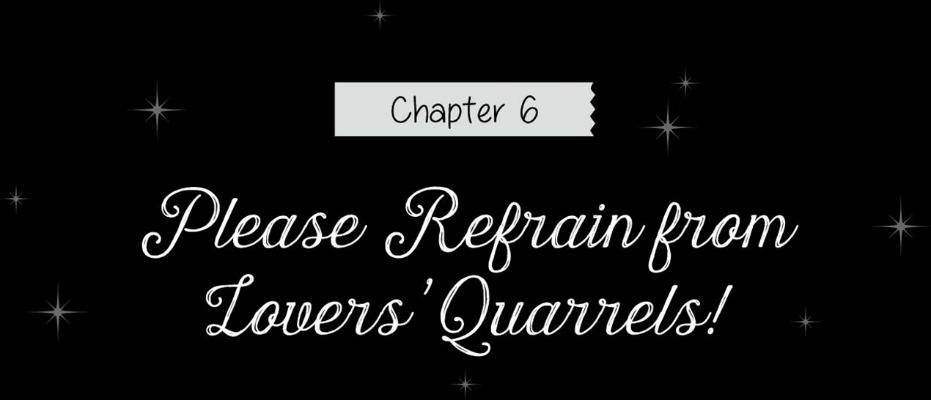 Chapter 6
Please Refrain from
Lovers' Quarrels!